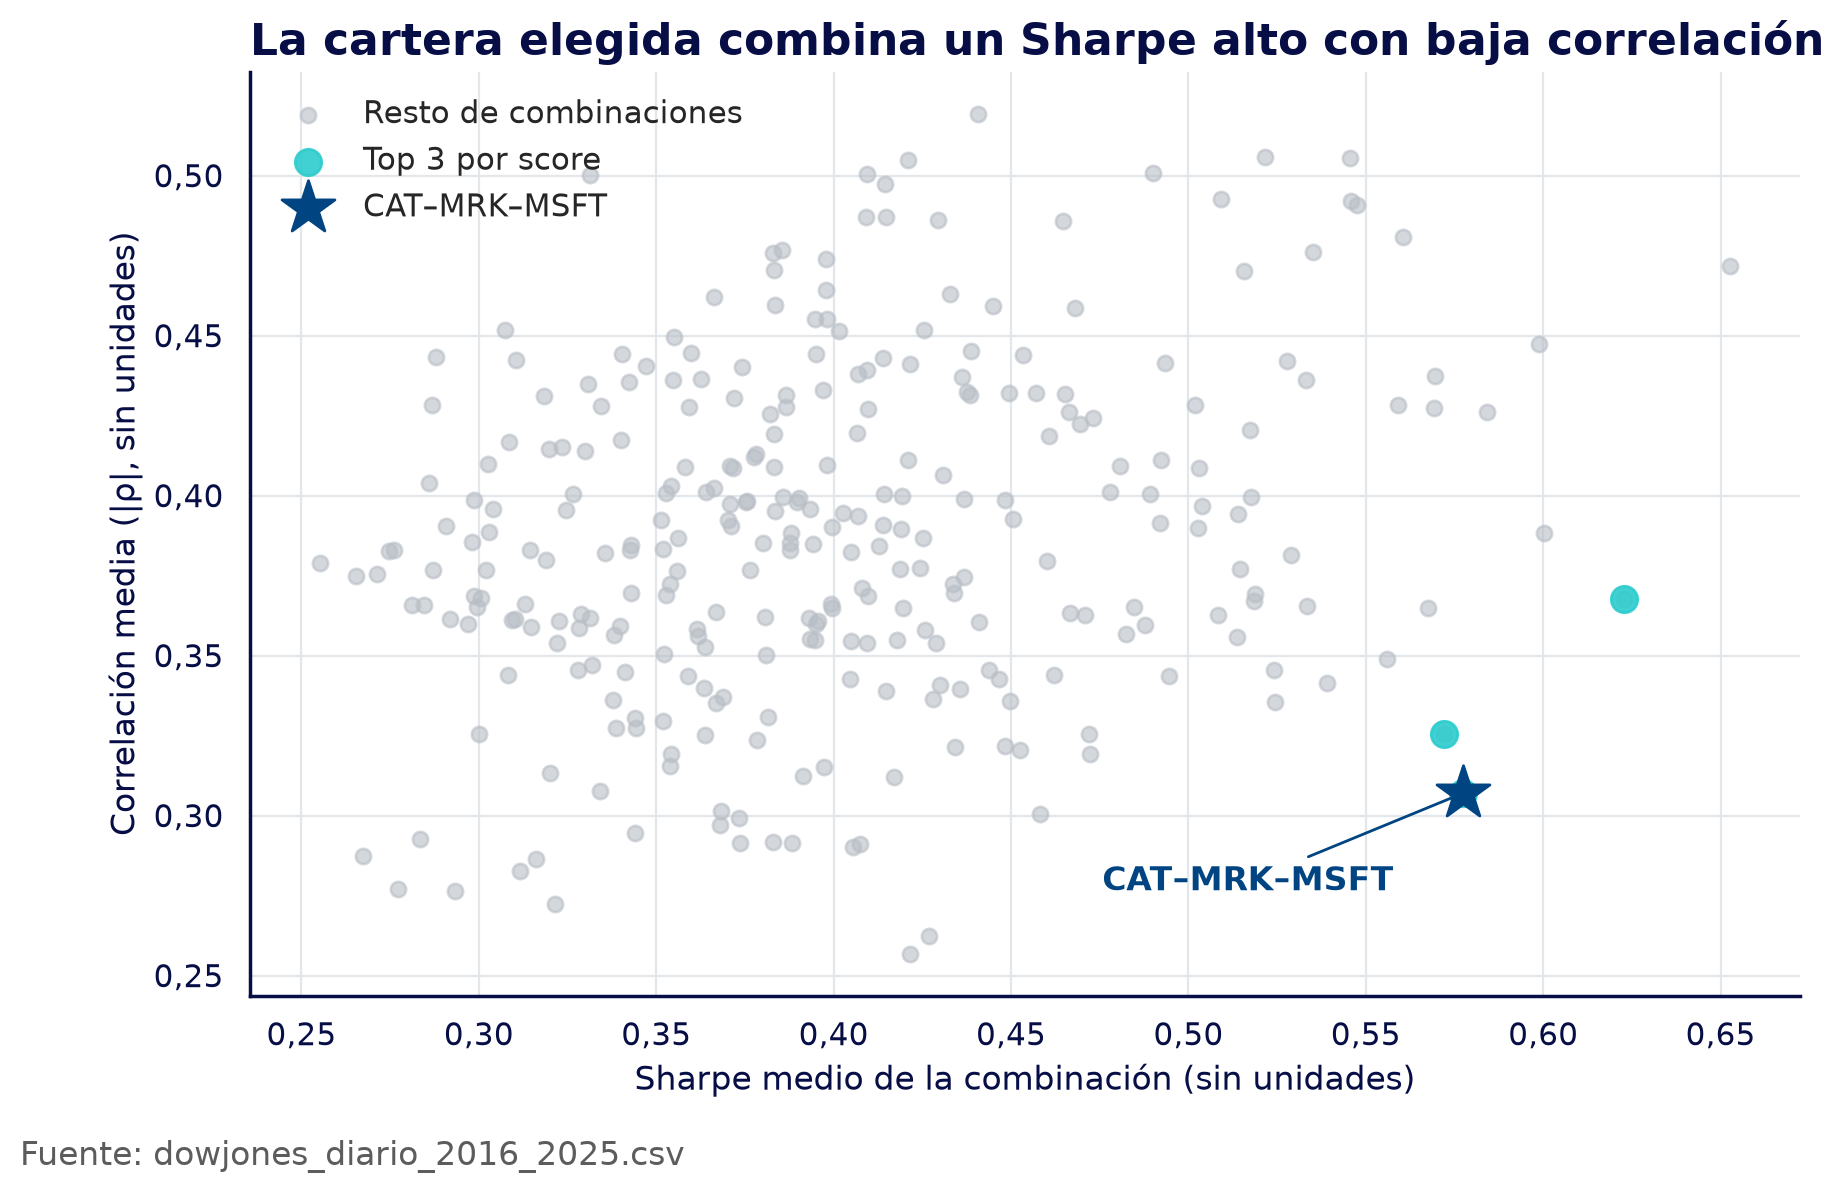 La cartera elegida combina un Sharpe alto con baja correlación
Resto de combinaciones
Top 3 por score
CAT–MRK–MSFT
Correlación media (|ρ|, sin unidades)
0,50
0,45
0,40
0,35
0,30
0,25
CAT–MRK–MSFT
0,25 0,30 0,35 0,40 0,45 0,50 0,55 0,60 0,65
Sharpe medio de la combinación (sin unidades)
Fuente: dowjones_diario_2016_2025.csv